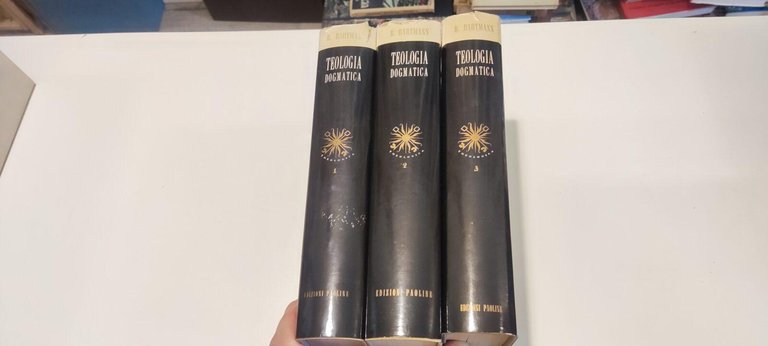 B. BARTMANN
TEOLOGIA
DOGMATICA
1
EDIZIONI PAOLINE
B. BARTMANN
TEOLOGIA
DOGMATICA
2
EDIZIONI PAOLINE
B. BARTMANN
TEOLOGIA
DOGMATICA
3
EDIZIONI PAOLINE